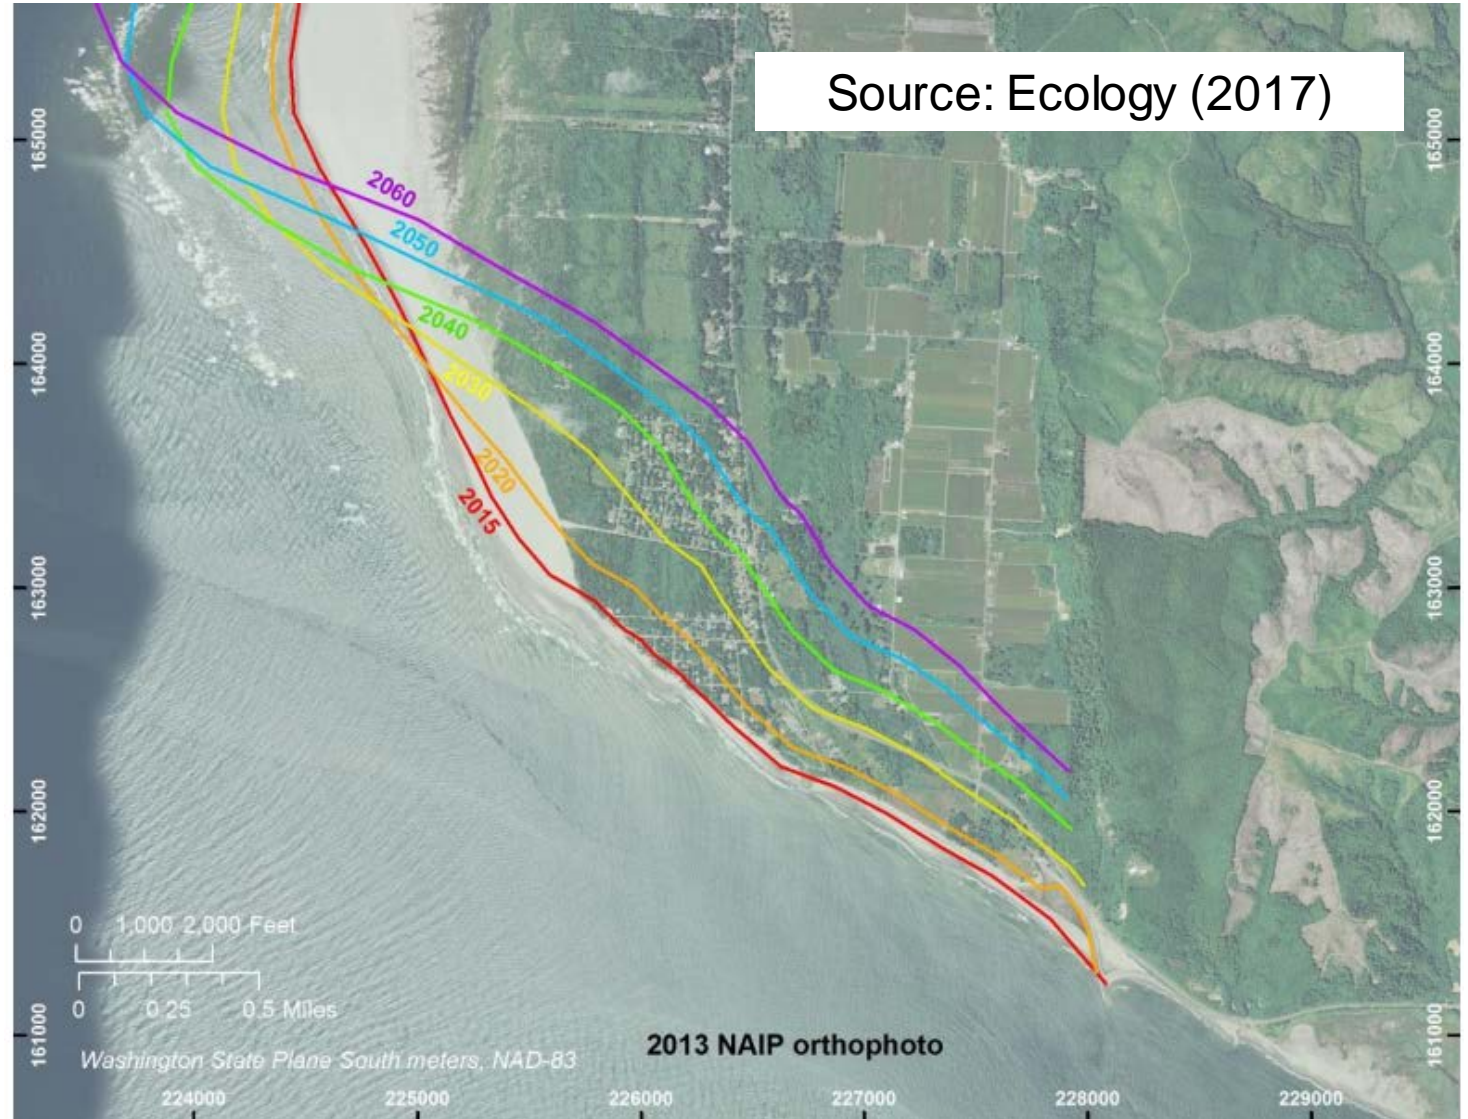 Source: Ecology (2017)
165000
165000
2060
2050
2040
2030
2020
2015
164000
164000
163000
163000
162000
162000
0 1,000 2,000 Feet
0 0.25 0.5 Miles
161000
161000
2013 NAIP orthophoto
Washington State Plane South meters, NAD-83
224000 225000 226000 227000 228000 229000